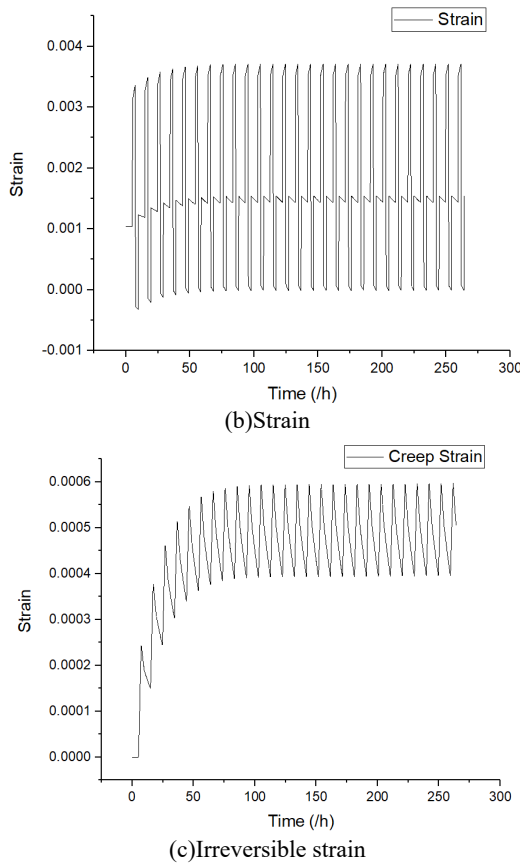 Strain
0.004
0.003
0.002
0.001
0.000
-0.001
Strain
0 50 100 150 200 250 300
Time (/h)
(b)Strain
Creep Strain
0.0006
0.0005
0.0004
0.0003
0.0002
0.0001
0.0000
Strain
0 50 100 150 200 250 300
Time (/h)
(c)Irreversible strain